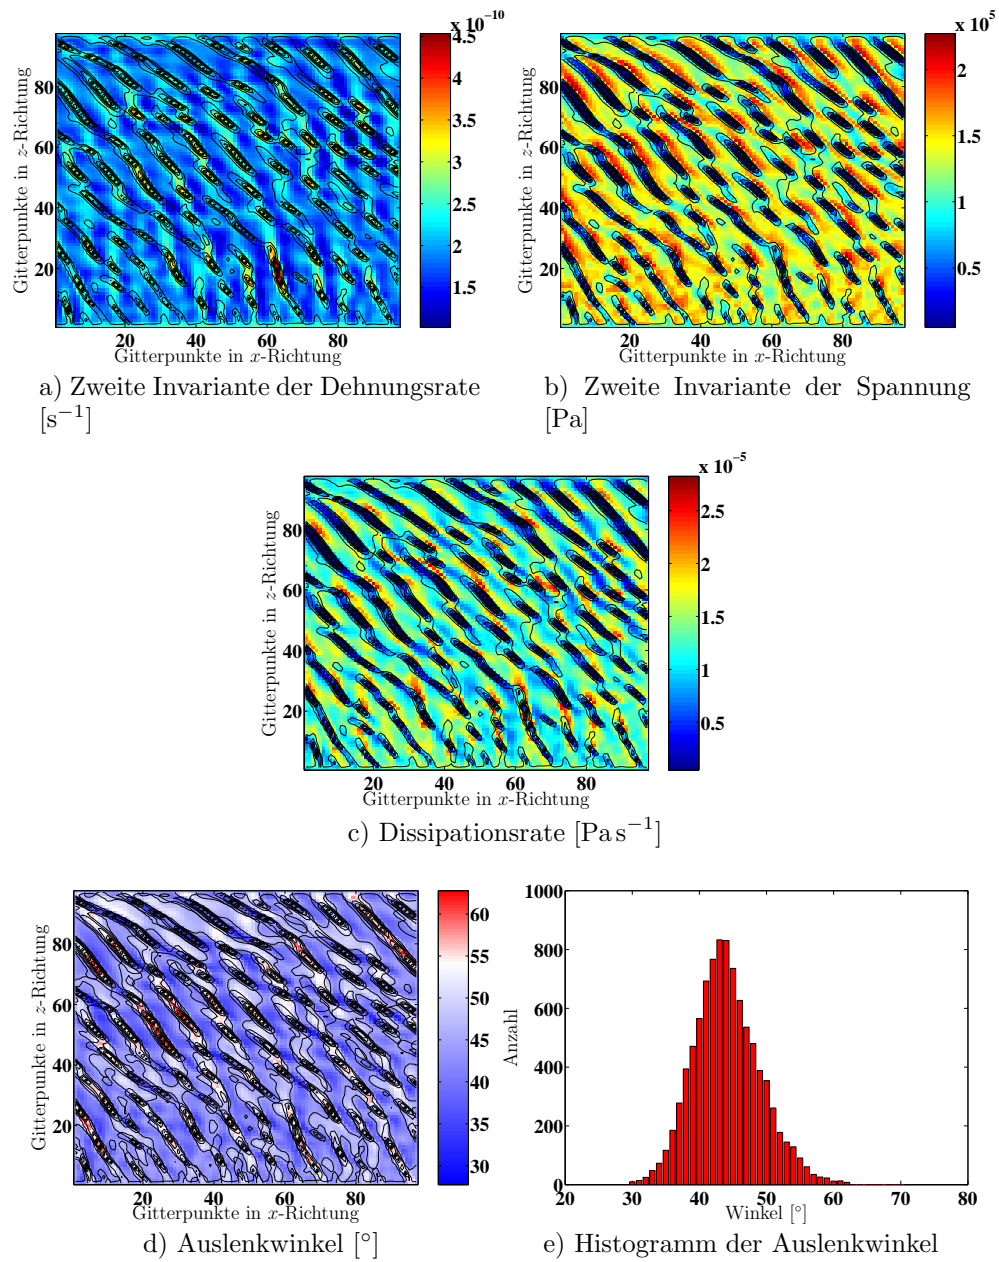 x 10⁻¹⁰
4.5
4
3.5
3
2.5
2
1.5
80
60
40
20
20 40 60 80
Gitterpunkte in z-Richtung
Gitterpunkte in x-Richtung
a) Zweite Invariante der Dehnungsrate
[s⁻¹]
x 10⁵
2
1.5
1
0.5
80
60
40
20
20 40 60 80
Gitterpunkte in z-Richtung
Gitterpunkte in x-Richtung
b) Zweite Invariante der Spannung
[Pa]
x 10⁻⁵
2.5
2
1.5
1
0.5
80
60
40
20
20 40 60 80
Gitterpunkte in z-Richtung
Gitterpunkte in x-Richtung
c) Dissipationsrate [Pa s⁻¹]
60
55
50
45
40
35
30
80
60
40
20
20 40 60 80
Gitterpunkte in z-Richtung
Gitterpunkte in x-Richtung
d) Auslenkwinkel [°]
1000
800
600
400
200
0
20 30 40 50 60 70 80
Anzahl
Winkel [°]
e) Histogramm der Auslenkwinkel